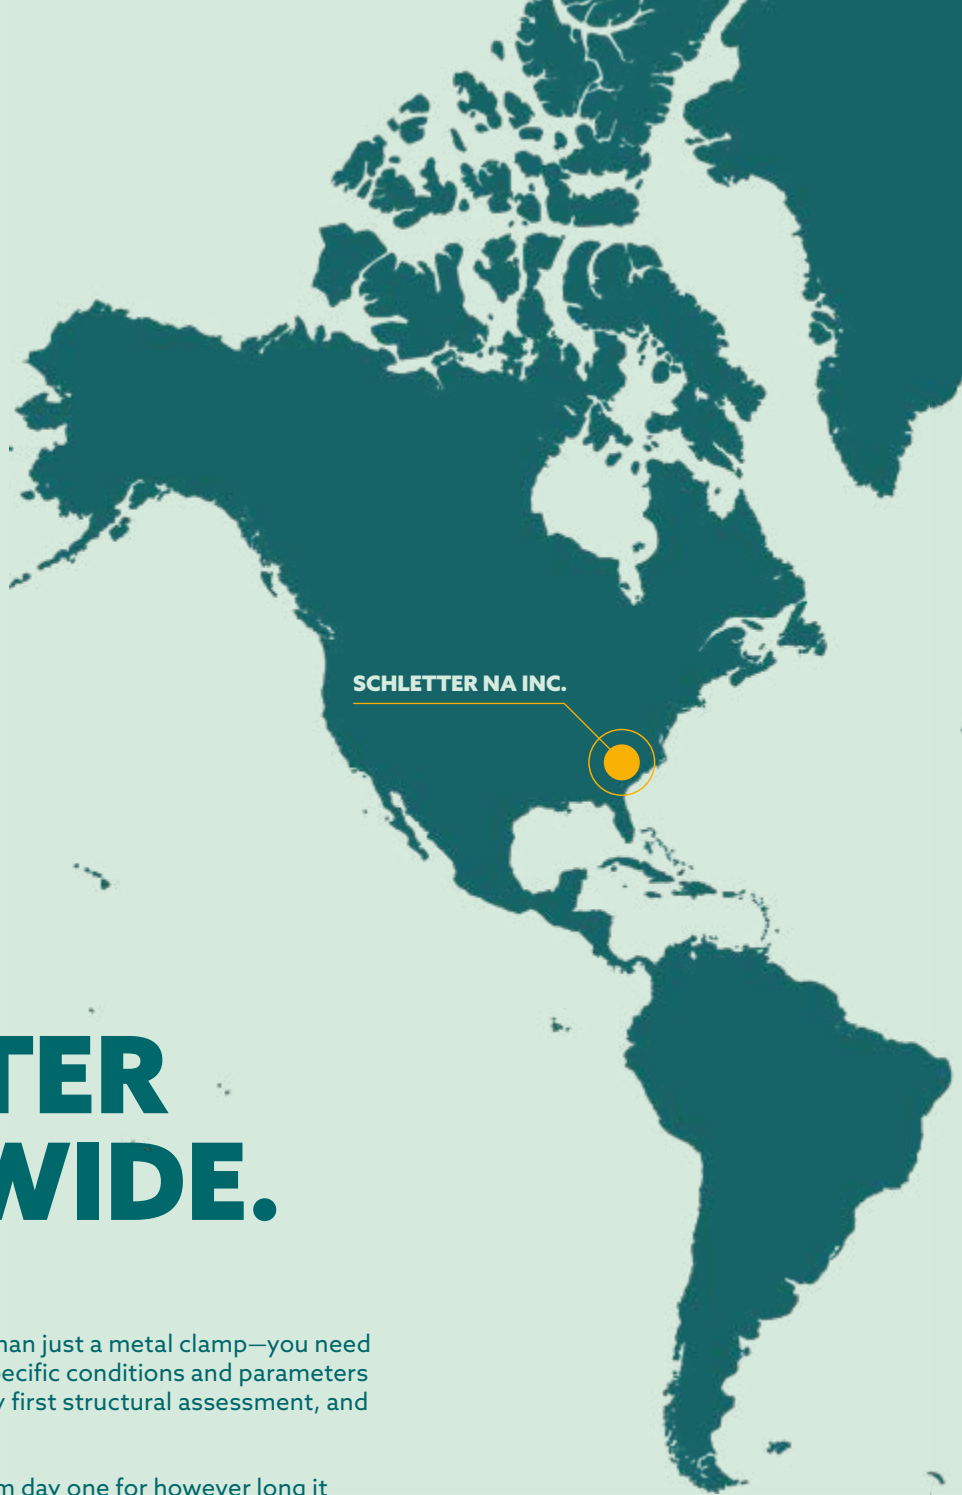 SCHLETTER NA INC.
TER
WIDE.
han just a metal clamp—you need
ecific conditions and parameters
y first structural assessment, and
m day one for however long it